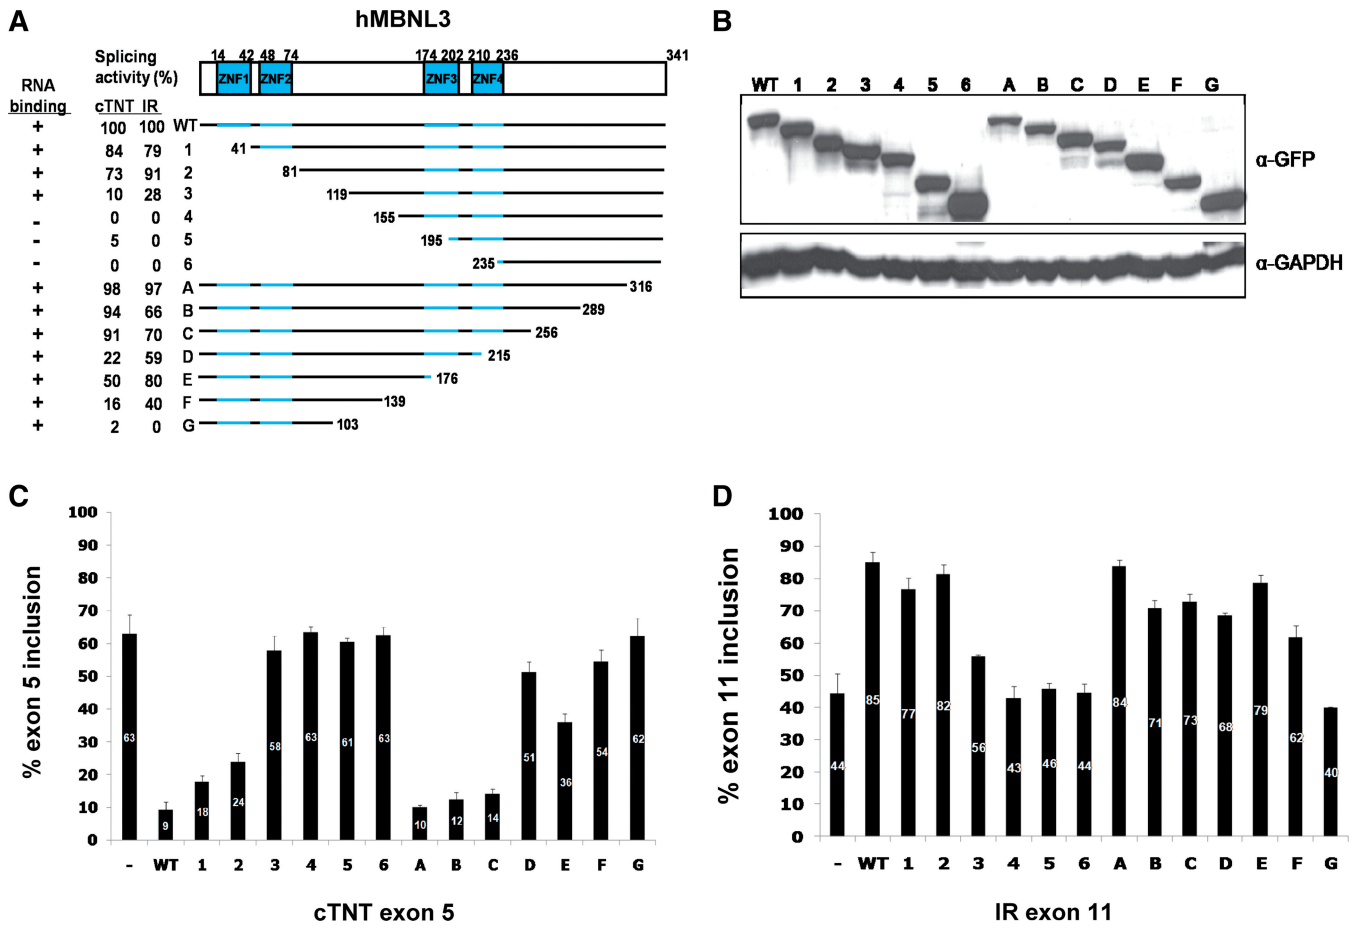 A
hMBNL3
14 42 48 74 174 202 210 236 341
Splicing
activity (%)
ZNF1 ZNF2 ZNF3 ZNF4
RNA
binding
cTNT IR
+ 100 100 WT
+ 84 79 1 41
+ 73 91 2 81
+ 10 28 3 119
- 0 0 4 155
- 5 0 5 195
- 0 0 6 235
+ 98 97 A 316
+ 94 66 B 289
+ 91 70 C 256
+ 22 59 D 215
+ 50 80 E 176
+ 16 40 F 139
+ 2 0 G 103
B
WT 1 2 3 4 5 6 A B C D E F G
α-GFP
α-GAPDH
C
% exon 5 inclusion
100
90
80
70
60
50
40
30
20
10
0
63 9 18 24 58 63 61 63 10 12 14 51 36 54 62
- WT 1 2 3 4 5 6 A B C D E F G
cTNT exon 5
D
% exon 11 inclusion
100
90
80
70
60
50
40
30
20
10
0
44 85 77 82 56 43 46 44 84 71 73 68 79 62 40
- WT 1 2 3 4 5 6 A B C D E F G
IR exon 11